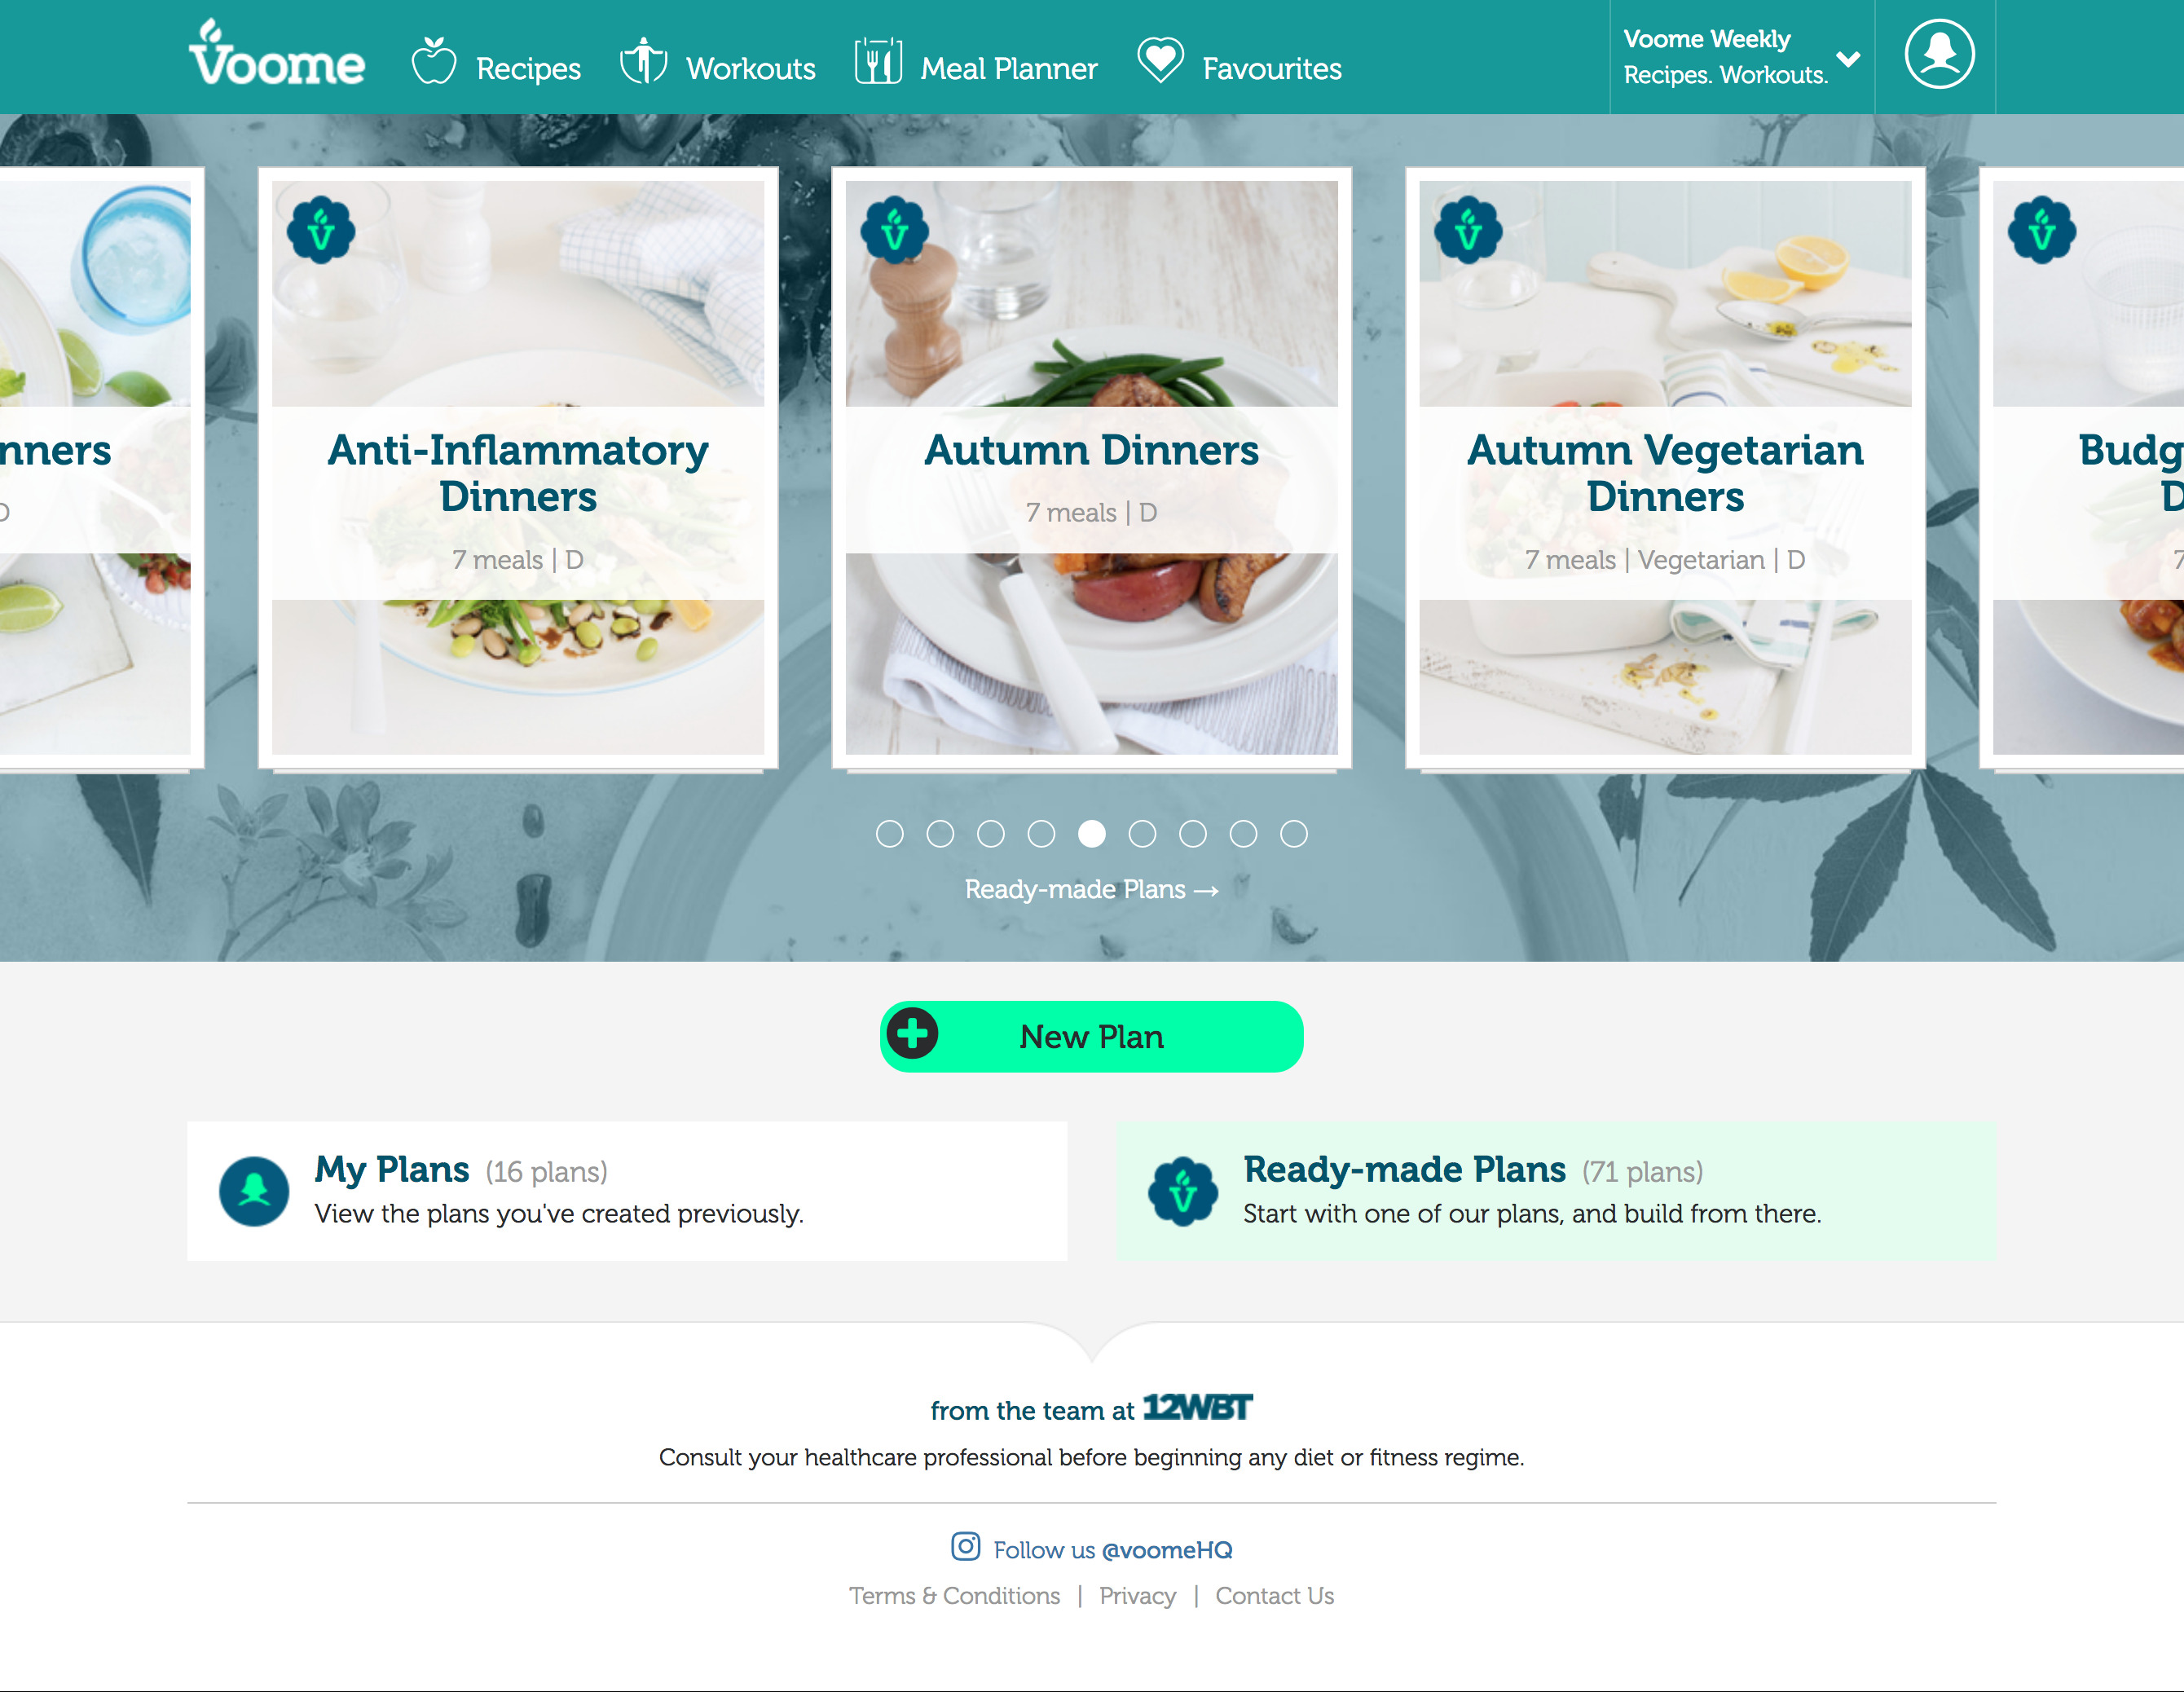 Voome
Recipes
Workouts
Meal Planner
Favourites
Voome Weekly
Recipes. Workouts.
nners
D
Anti-Inflammatory
Dinners
7 meals | D
Autumn Dinners
7 meals | D
Autumn Vegetarian
Dinners
7 meals | Vegetarian | D
Budg
D
7
Ready-made Plans →
New Plan
My Plans (16 plans)
View the plans you've created previously.
Ready-made Plans (71 plans)
Start with one of our plans, and build from there.
from the team at 12WBT
Consult your healthcare professional before beginning any diet or fitness regime.
Follow us @voomeHQ
Terms & Conditions | Privacy | Contact Us